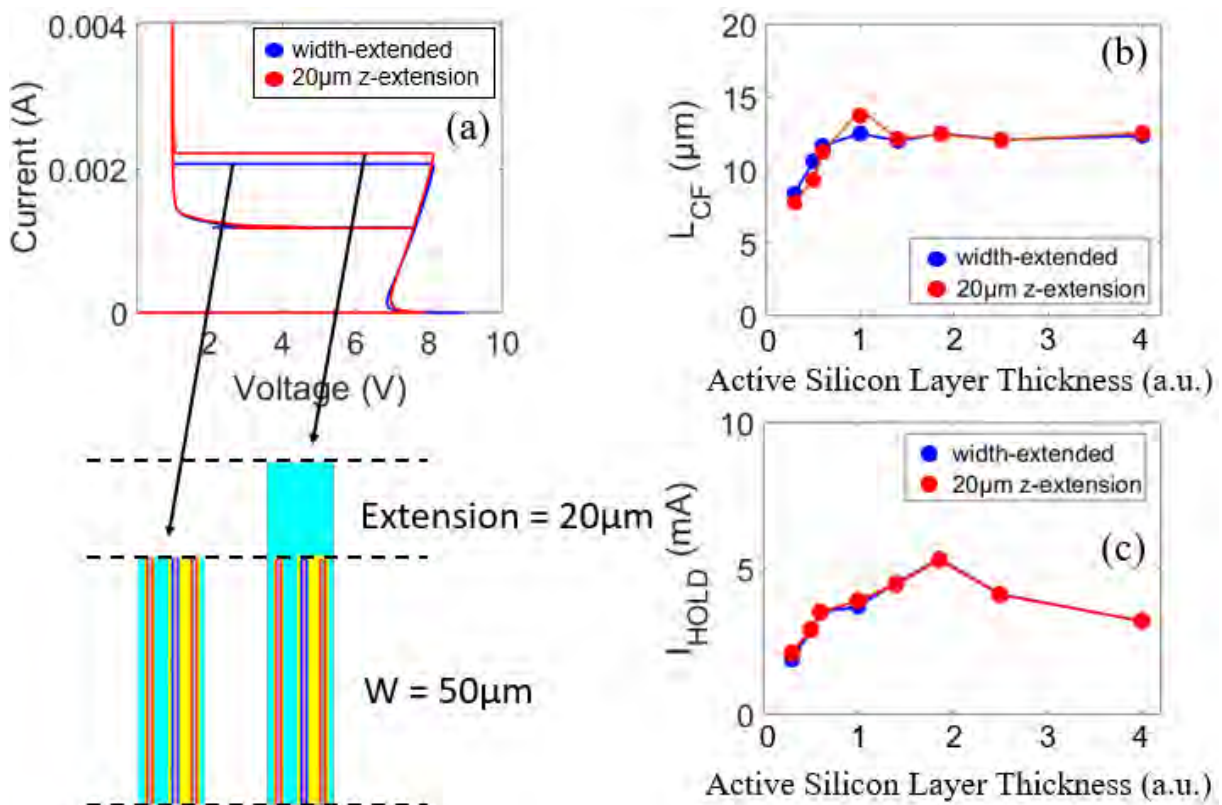 0.004
width-extended
20µm z-extension
(a)
Current (A)
0.002
0
2
4
6
8
10
Voltage (V)
Extension = 20µm
W = 50µm
20
(b)
15
L_CF (µm)
10
width-extended
20µm z-extension
5
0
0
1
2
3
4
Active Silicon Layer Thickness (a.u.)
10
width-extended
20µm z-extension
I_HOLD (mA)
(c)
5
0
0
1
2
3
4
Active Silicon Layer Thickness (a.u.)